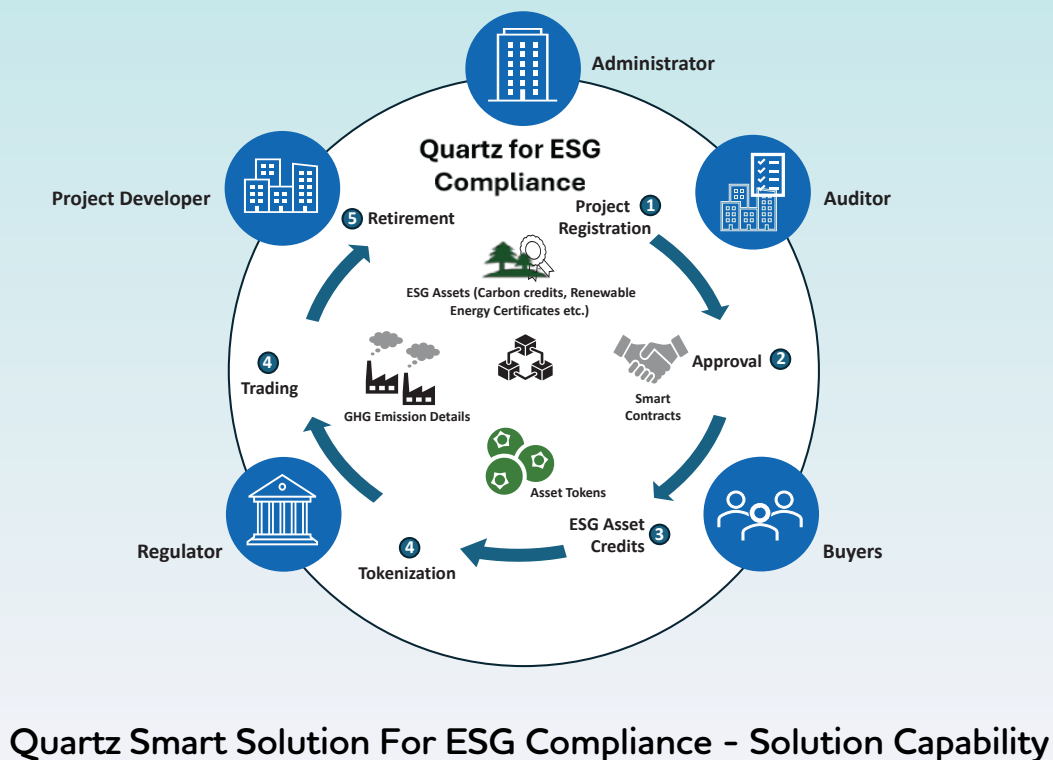 Administrator
Quartz for ESG
Compliance
Project Developer
Auditor
5 Retirement
Project 1
Registration
ESG Assets (Carbon credits, Renewable
Energy Certificates etc.)
4
Trading
GHG Emission Details
Approval 2
Smart
Contracts
Asset Tokens
ESG Asset
Credits 3
4
Tokenization
Regulator
Buyers
Quartz Smart Solution For ESG Compliance - Solution Capability